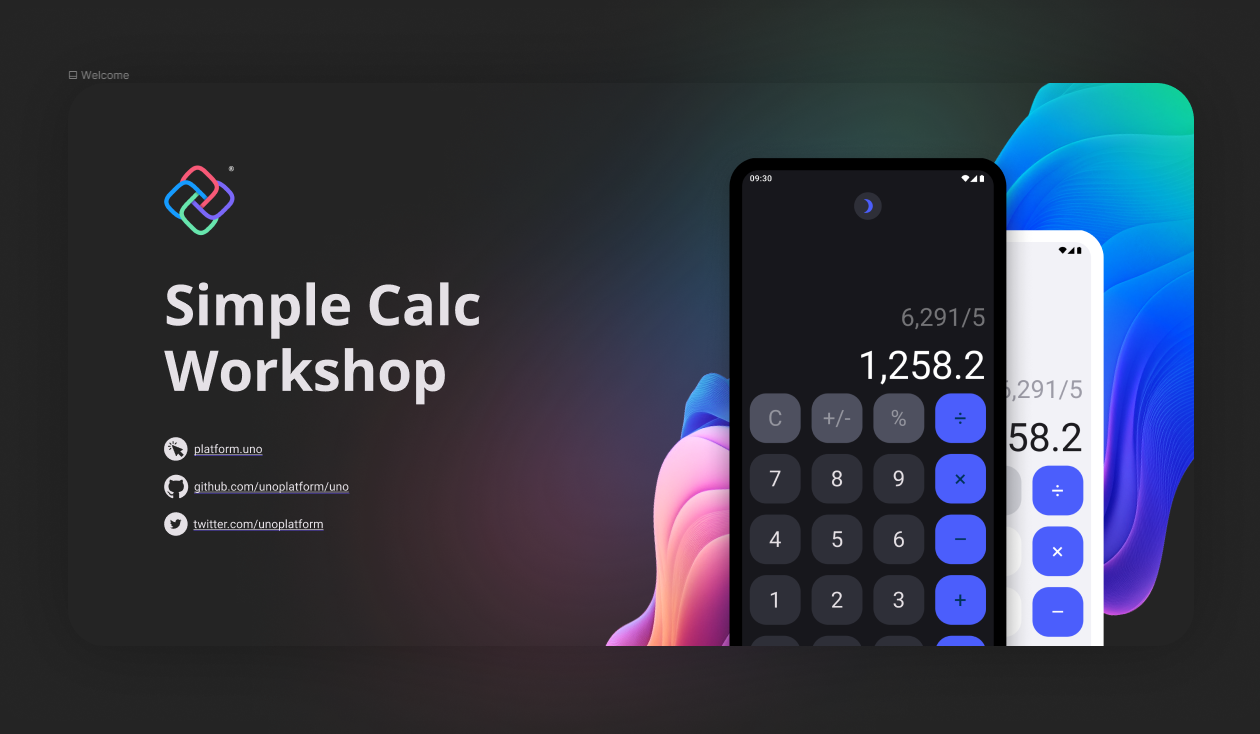 Welcome
®
Simple Calc
Workshop
platform.uno
github.com/unoplatform/uno
twitter.com/unoplatform
09:30
6,291/5
1,258.2
C +/- % ÷
7 8 9 ×
4 5 6 −
1 2 3 +
6,291/5
58.2
÷
×
−